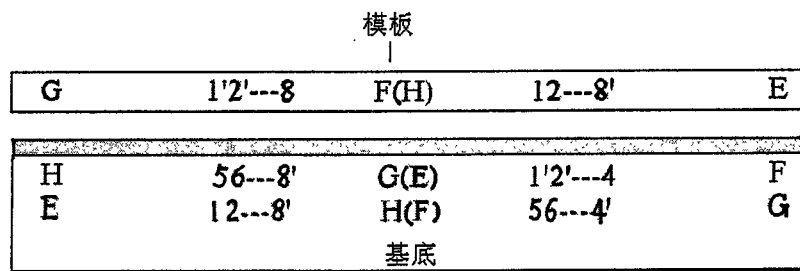 模板
G 1'2'---8 F(H) 12---8' E
H 56---8' G(E) 1'2'---4 F
E 12---8' H(F) 56---4' G
基底